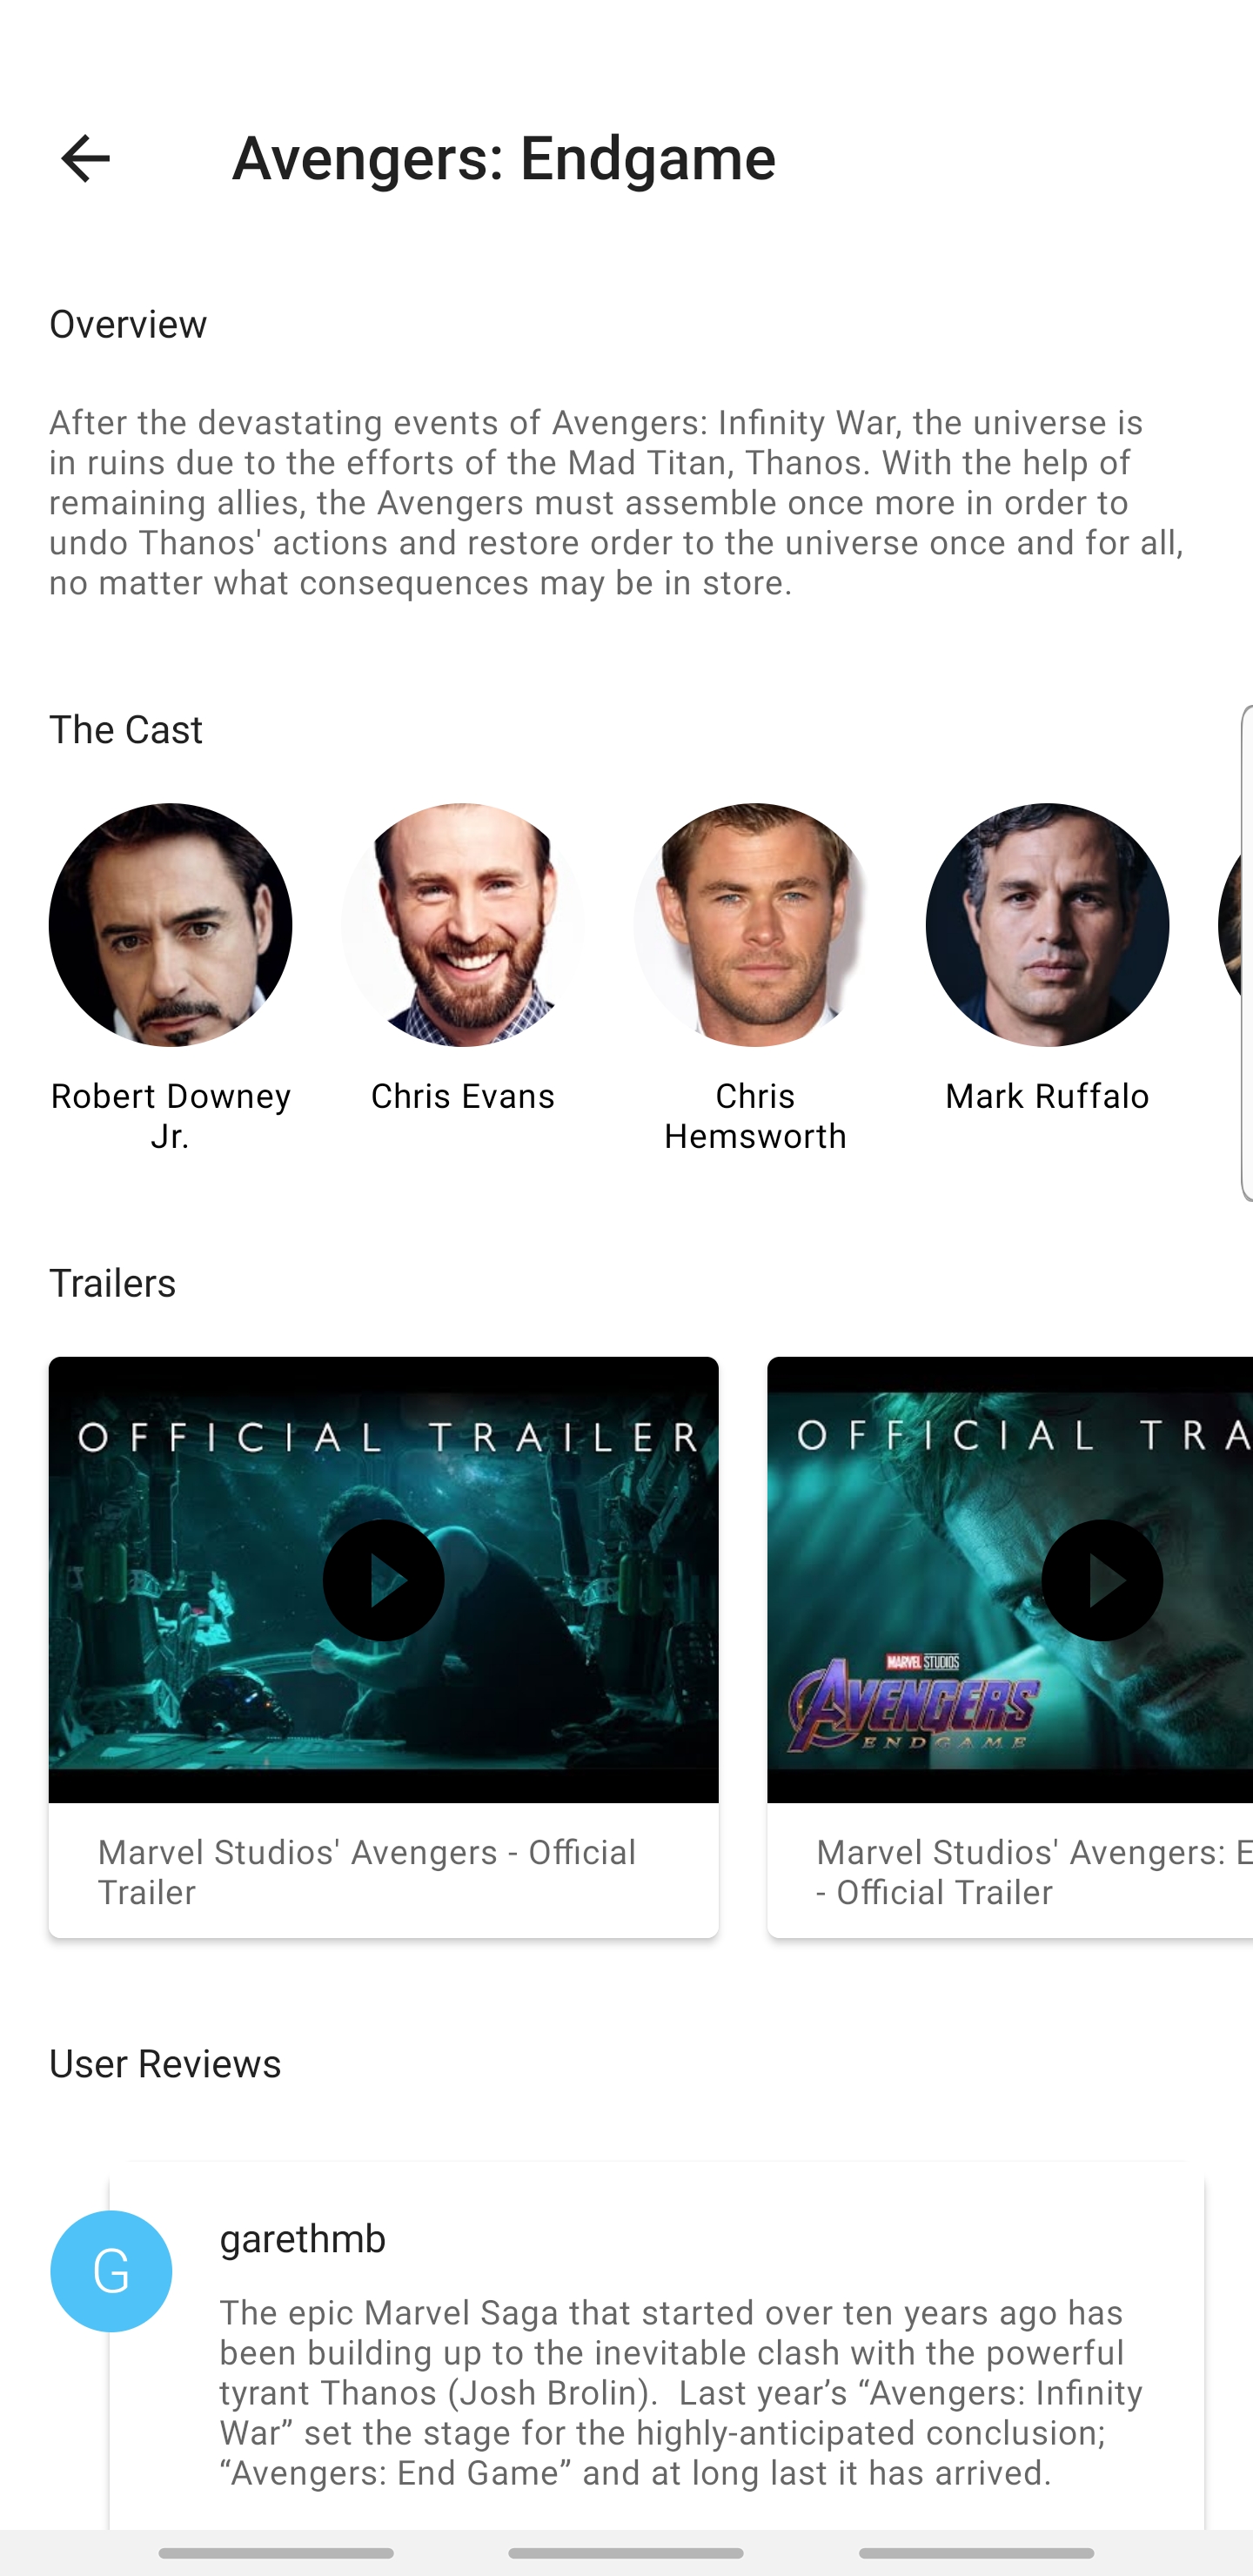 Avengers: Endgame
Overview
After the devastating events of Avengers: Infinity War, the universe is
in ruins due to the efforts of the Mad Titan, Thanos. With the help of
remaining allies, the Avengers must assemble once more in order to
undo Thanos' actions and restore order to the universe once and for all,
no matter what consequences may be in store.
The Cast
Robert Downey
Jr.
Chris Evans
Chris
Hemsworth
Mark Ruffalo
Trailers
OFFICIAL TRAILER
Marvel Studios' Avengers - Official
Trailer
OFFICIAL TRA
MARVEL STUDIOS
AVENGERS
ENDGAME
Marvel Studios' Avengers: E
- Official Trailer
User Reviews
G
garethmb
The epic Marvel Saga that started over ten years ago has
been building up to the inevitable clash with the powerful
tyrant Thanos (Josh Brolin).  Last year’s “Avengers: Infinity
War” set the stage for the highly-anticipated conclusion;
“Avengers: End Game” and at long last it has arrived.